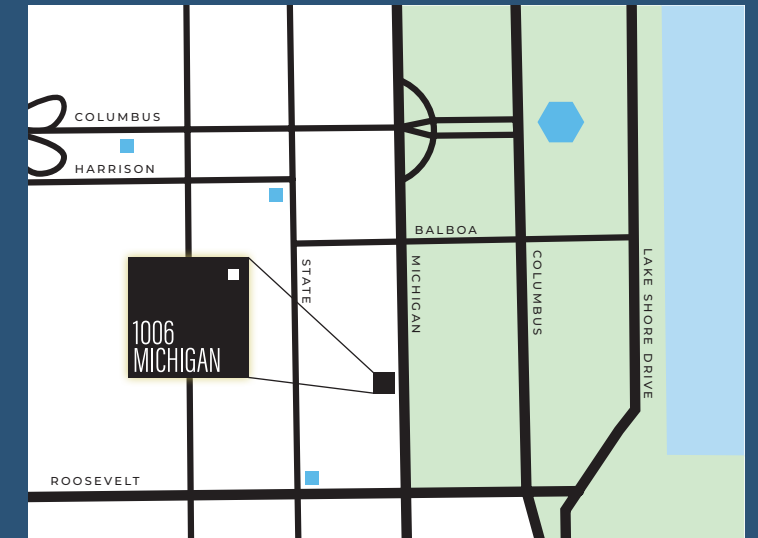 COLUMBUS
HARRISON
BALBOA
STATE
MICHIGAN
COLUMBUS
LAKE SHORE DRIVE
1006
MICHIGAN
ROOSEVELT